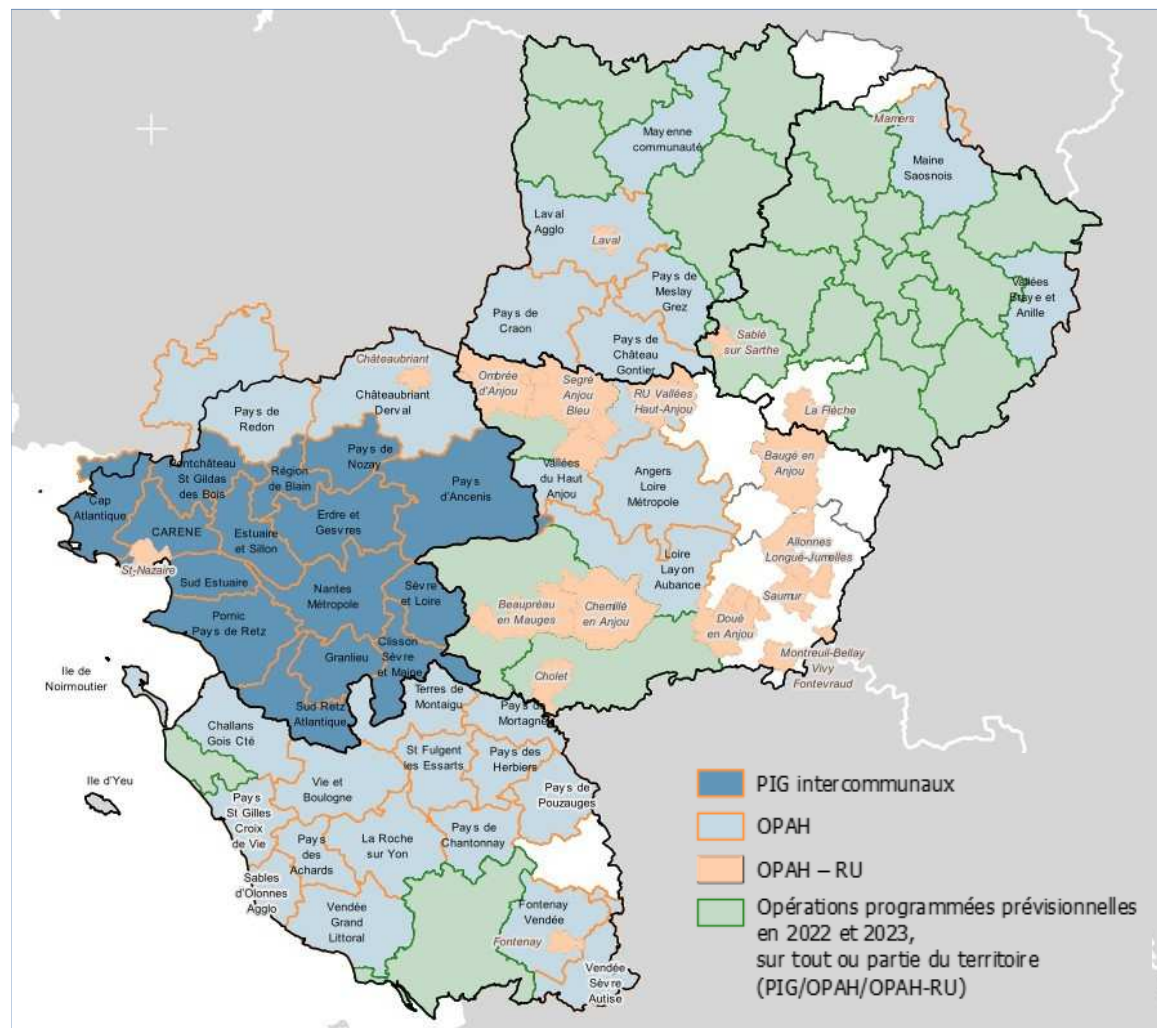 Mamers
Mayenne
communauté
Maine
Saosnois
Laval
Agglo
Laval
Pays de
Meslay
Grez
Vallées
Braye et
Anille
Pays de
Craon
Pays de
Château
Gontier
Sablé
sur Sarthe
Châteaubriant
Ombrée
d'Anjou
Segré
Anjou
Bleu
RU Vallées
Haut-Anjou
La Flèche
Châteaubriant
Derval
Pays de
Redon
Pays de
Nozay
Baugé en
Anjou
Pontchâteau
St Gildas
des Bois
Région
de Blain
Vallées
du Haut
Anjou
Angers
Loire
Métropole
Pays
d'Ancenis
Cap
Atlantique
CARENE
Estuaire
et Sillon
Erdre et
Gesvres
Allonnes
Longué-Jumelles
Loire
Layon
Aubance
St-Nazaire
Sud Estuaire
Nantes
Métropole
Sèvre
et Loire
Saumur
Beaupréau
en Mauges
Chemillé
en Anjou
Doué
en Anjou
Pornic
Pays de Retz
Granlieu
Clisson
Sèvre
et Maine
Montreuil-Bellay
Vivy
Fontevraud
Cholet
Ile de
Noirmoutier
Sud Retz
Atlantique
Terres de
Montaigu
Pays de
Mortagne
Challans
Gois Cté
St Fulgent
les Essarts
Pays des
Herbiers
Ile d'Yeu
Vie et
Boulogne
Pays de
Pouzauges
Pays
St Gilles
Croix
de Vie
Pays
des
Achards
La Roche
sur Yon
Pays de
Chantonnay
Sables
d'Olonnes
Agglo
Vendée
Grand
Littoral
Fontenay
Vendée
Fontenay
Vendée
Sèvre
Autise
PIG intercommunaux
OPAH
OPAH – RU
Opérations programmées prévisionnelles
en 2022 et 2023,
sur tout ou partie du territoire
(PIG/OPAH/OPAH-RU)